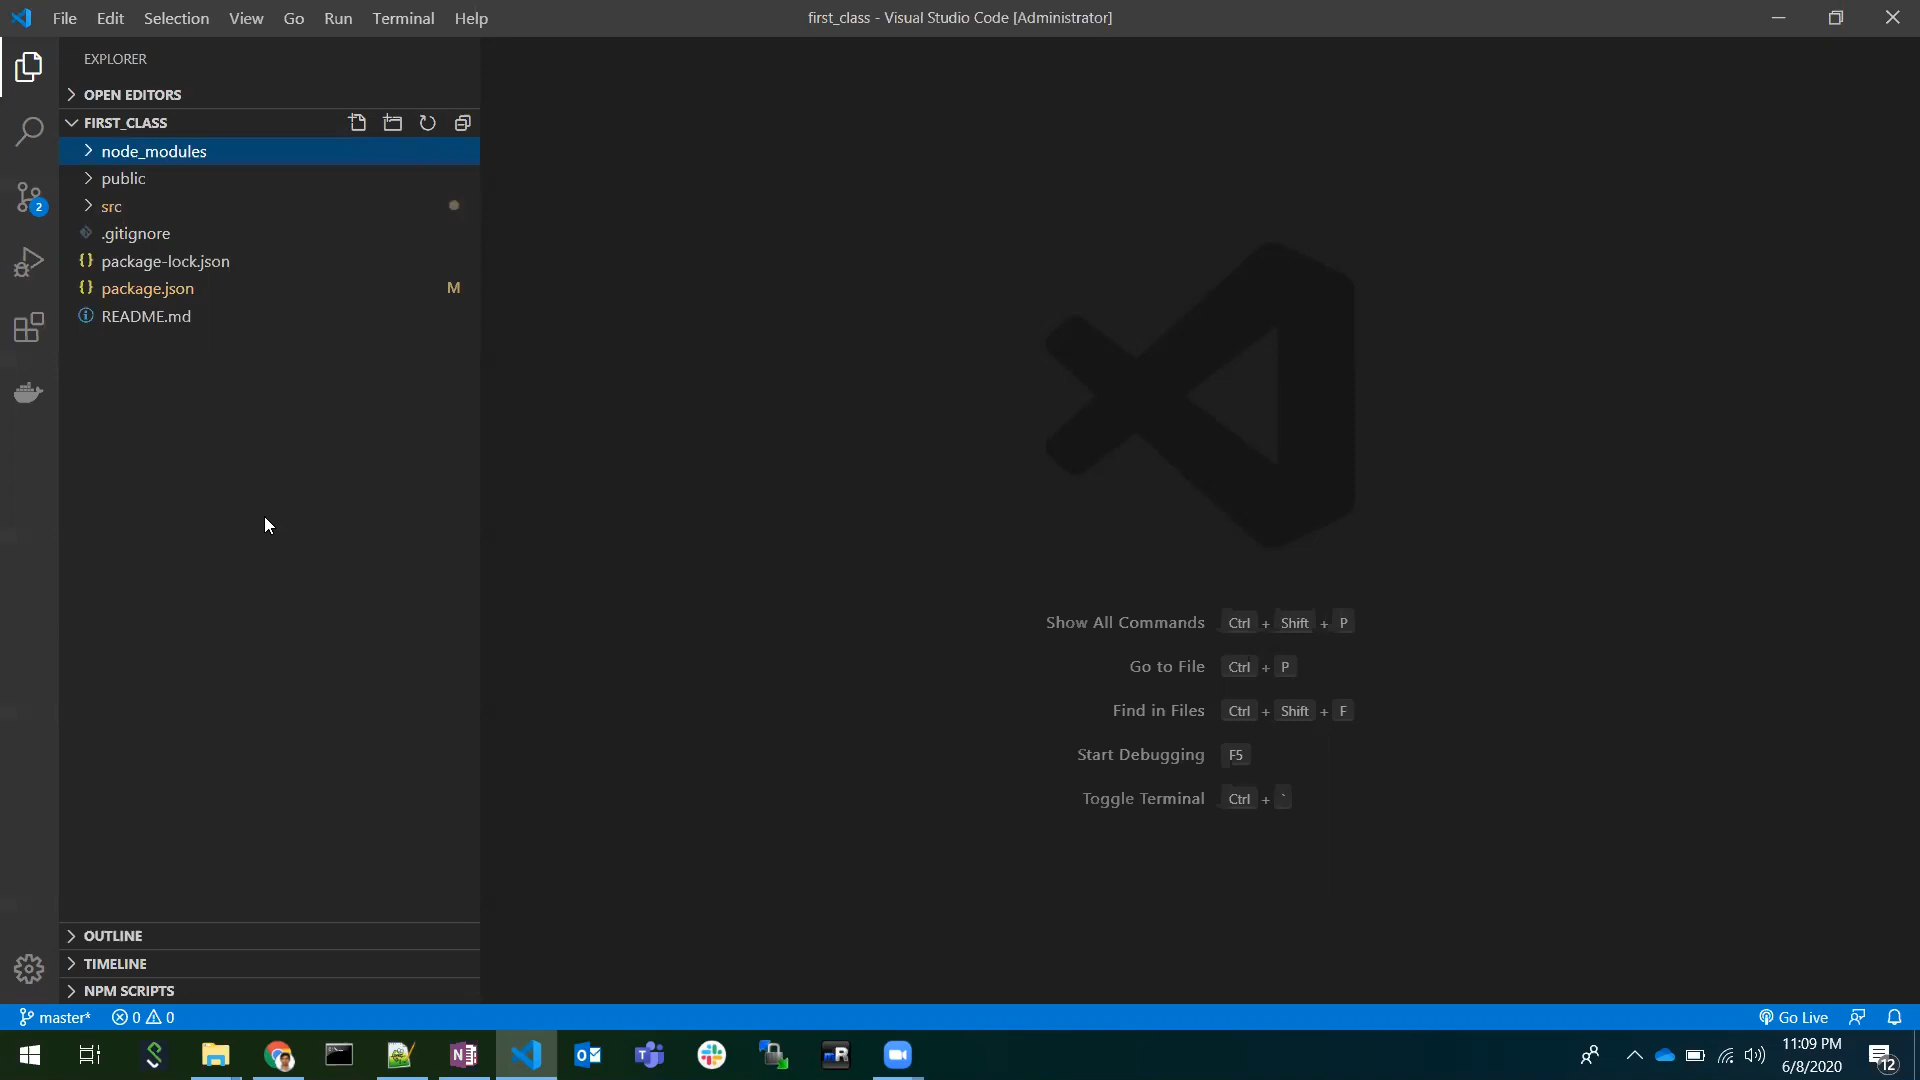 File Edit Selection View Go Run Terminal Help
first_class - Visual Studio Code [Administrator]
EXPLORER
OPEN EDITORS
FIRST_CLASS
node_modules
public
src
.gitignore
package-lock.json
package.json M
README.md
Show All Commands Ctrl + Shift + P
Go to File Ctrl + P
Find in Files Ctrl + Shift + F
Start Debugging F5
Toggle Terminal Ctrl + `
OUTLINE
TIMELINE
NPM SCRIPTS
2
master* 0 0
Go Live
11:09 PM
6/8/2020
12